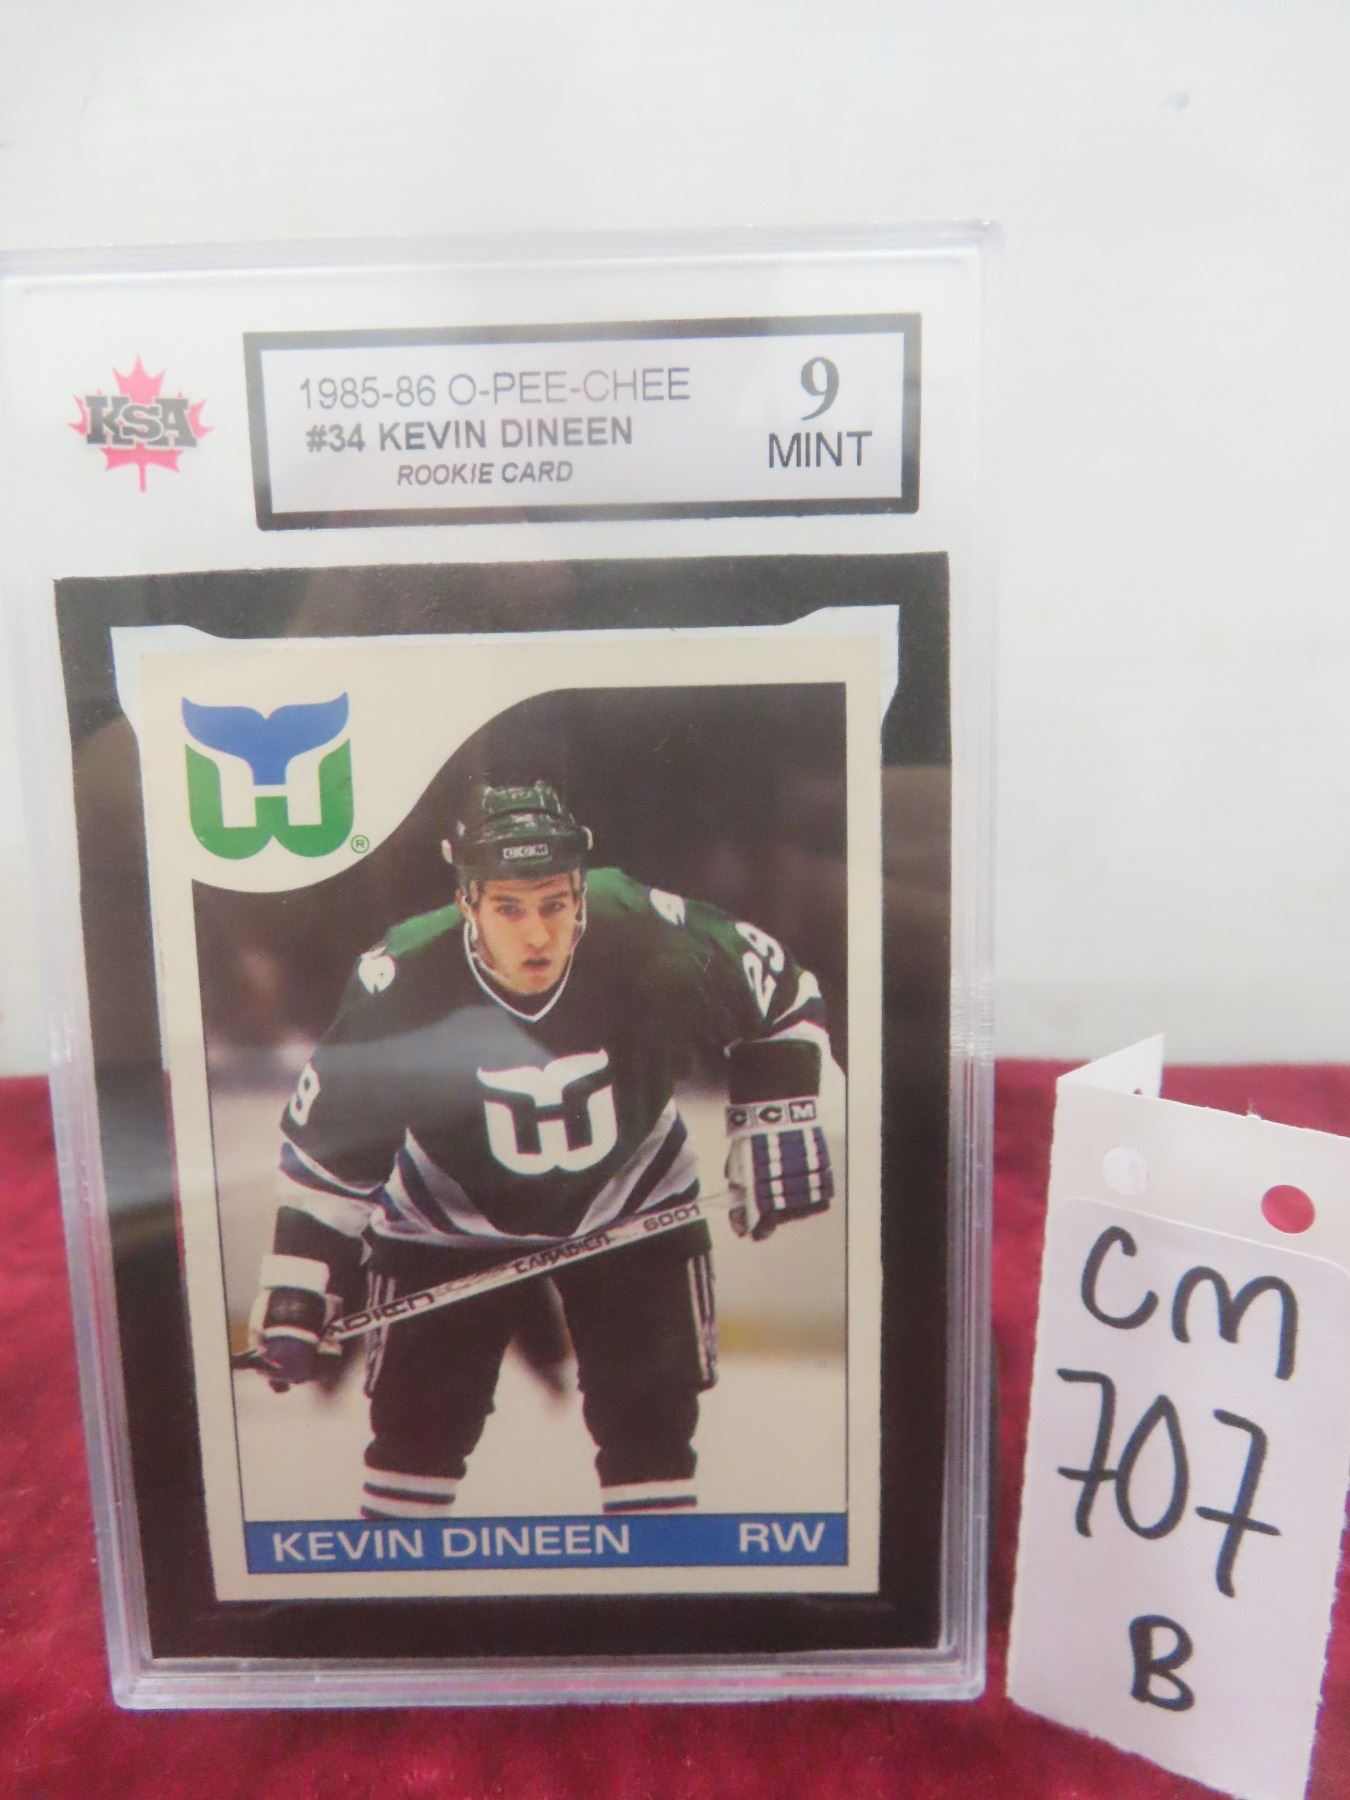 KSA
1985-86 O-PEE-CHEE
#34 KEVIN DINEEN
ROOKIE CARD
9
MINT
®
CCM
29
9
CCM
CANADIEN 6001
KEVIN DINEEN RW
CM
707
B